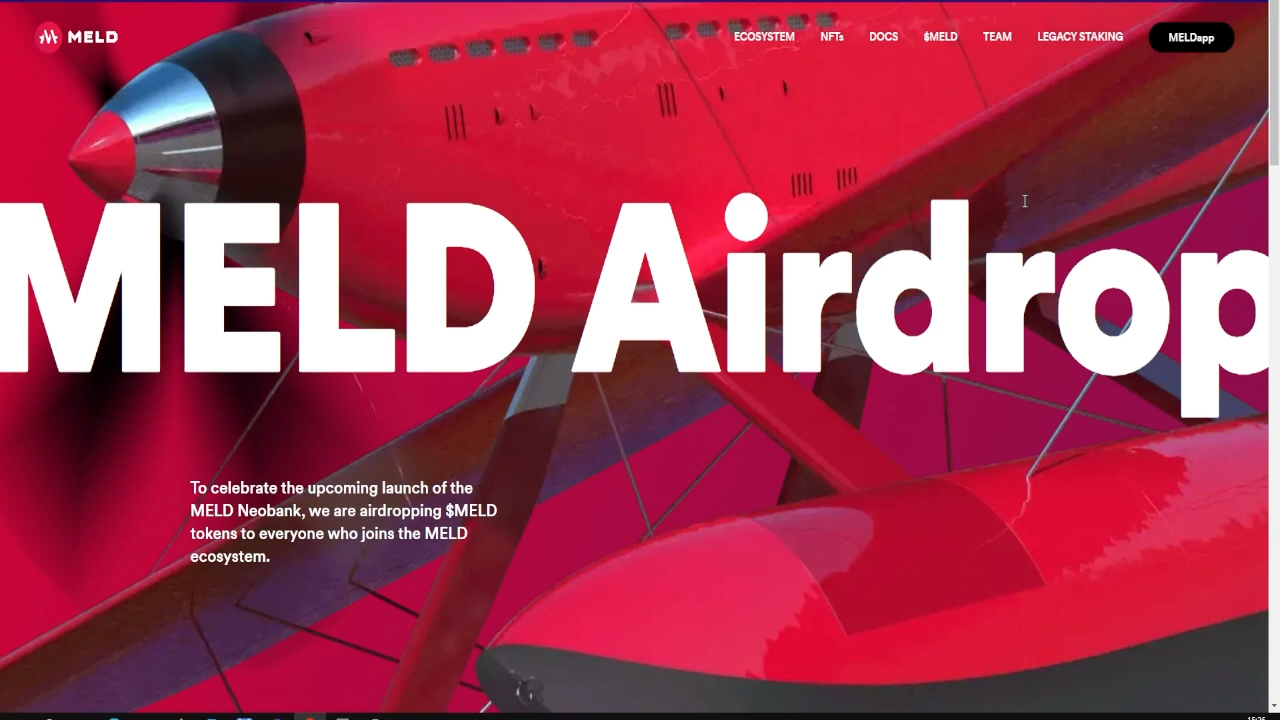 MELD
ECOSYSTEM NFTs DOCS $MELD TEAM LEGACY STAKING MELDapp
MELD Airdrop
To celebrate the upcoming launch of the
MELD Neobank, we are airdropping $MELD
tokens to everyone who joins the MELD
ecosystem.